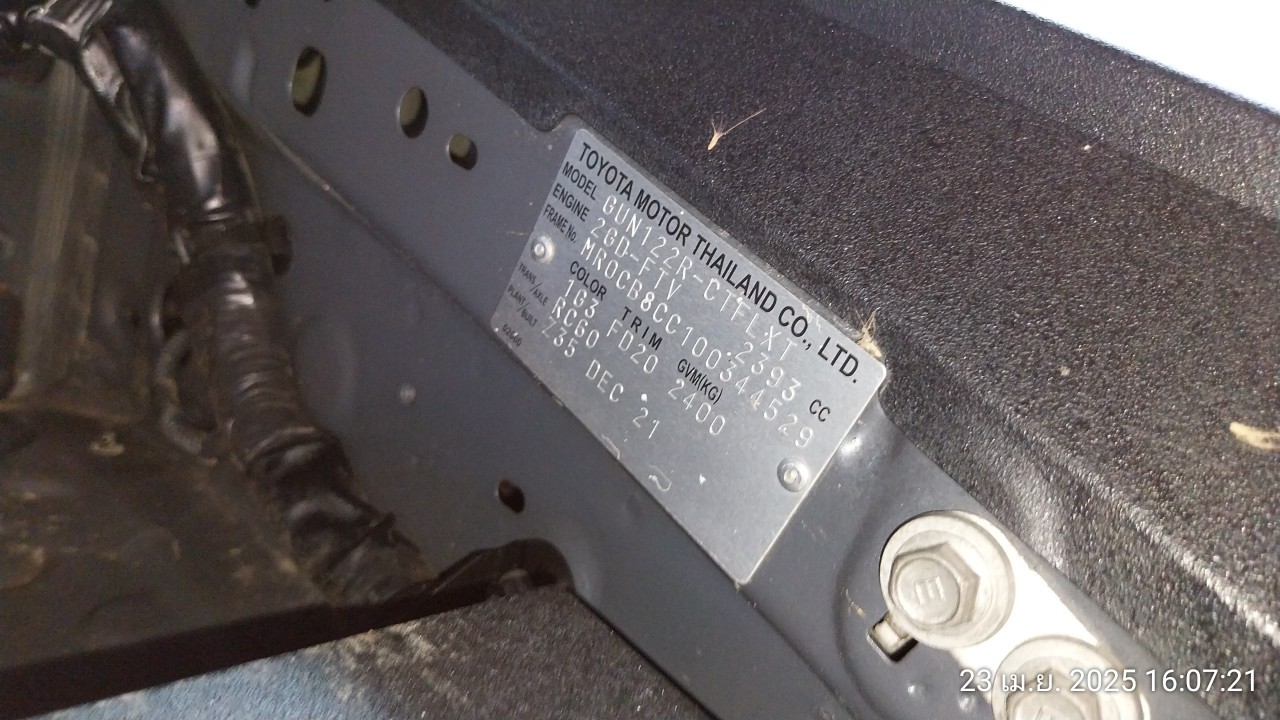 TOYOTA MOTOR THAILAND CO., LTD.
MODEL GUN122R-CTFLXT
ENGINE 2GD-FTV 2393 CC
FRAME No. MR0CB8CC100344529
COLOR TRIM GVM(KG)
1G3 FD20 2400
TRANS/AXLE RC60
PLANT/BUILT Z35 DEC 21
23 เม.ย. 2025 16:07:21